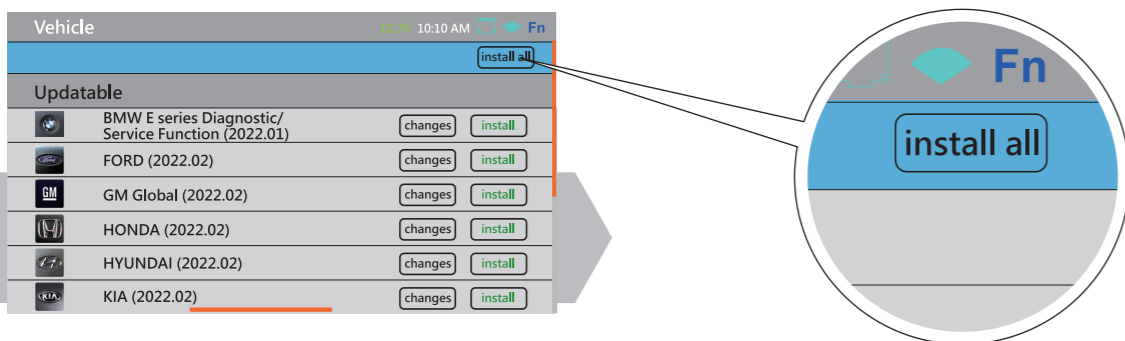 Vehicle 10:10 AM Fn
install all
Updatable
BMW E series Diagnostic/
Service Function (2022.01) changes install
FORD (2022.02) changes install
GM GM Global (2022.02) changes install
HONDA (2022.02) changes install
HYUNDAI (2022.02) changes install
KIA KIA (2022.02) changes install
Fn
install all